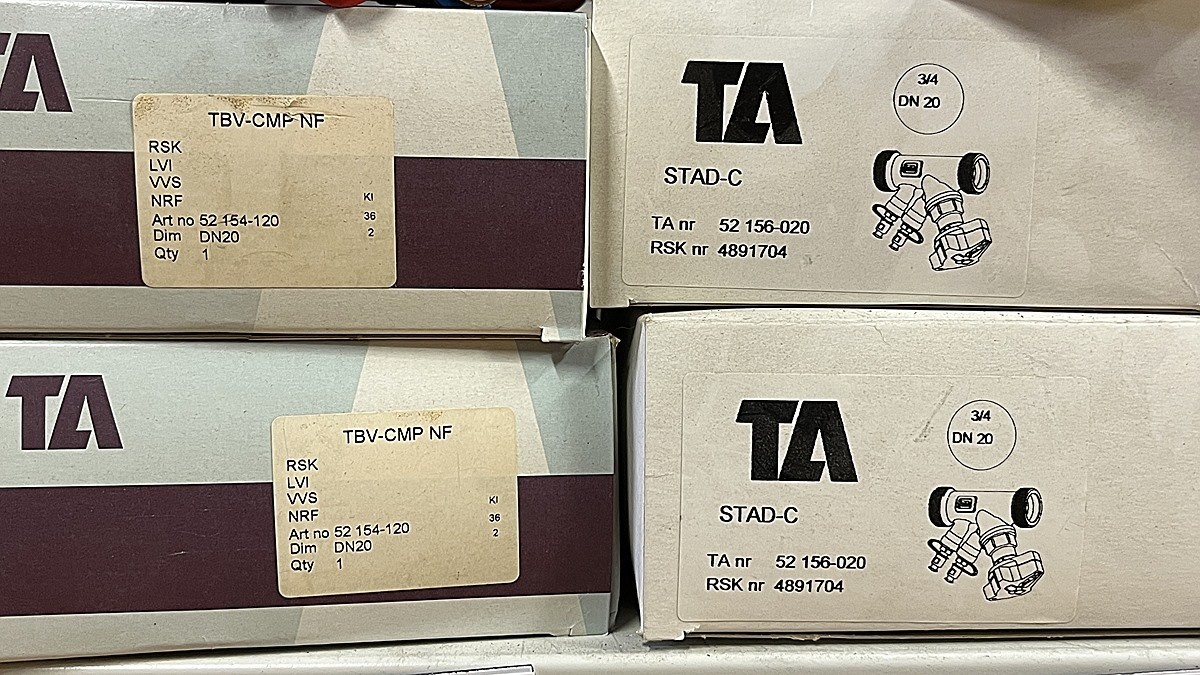 TA
TBV-CMP NF
RSK
LVI
VVS
NRF KI
Art no 52 154-120 36
Dim DN20 2
Qty 1
TA
3/4
DN 20
STAD-C
TA nr 52 156-020
RSK nr 4891704
TA
TBV-CMP NF
RSK
LVI
VVS KI
NRF 36
Art no 52 154-120 2
Dim DN20
Qty 1
TA
3/4
DN 20
STAD-C
TA nr 52 156-020
RSK nr 4891704